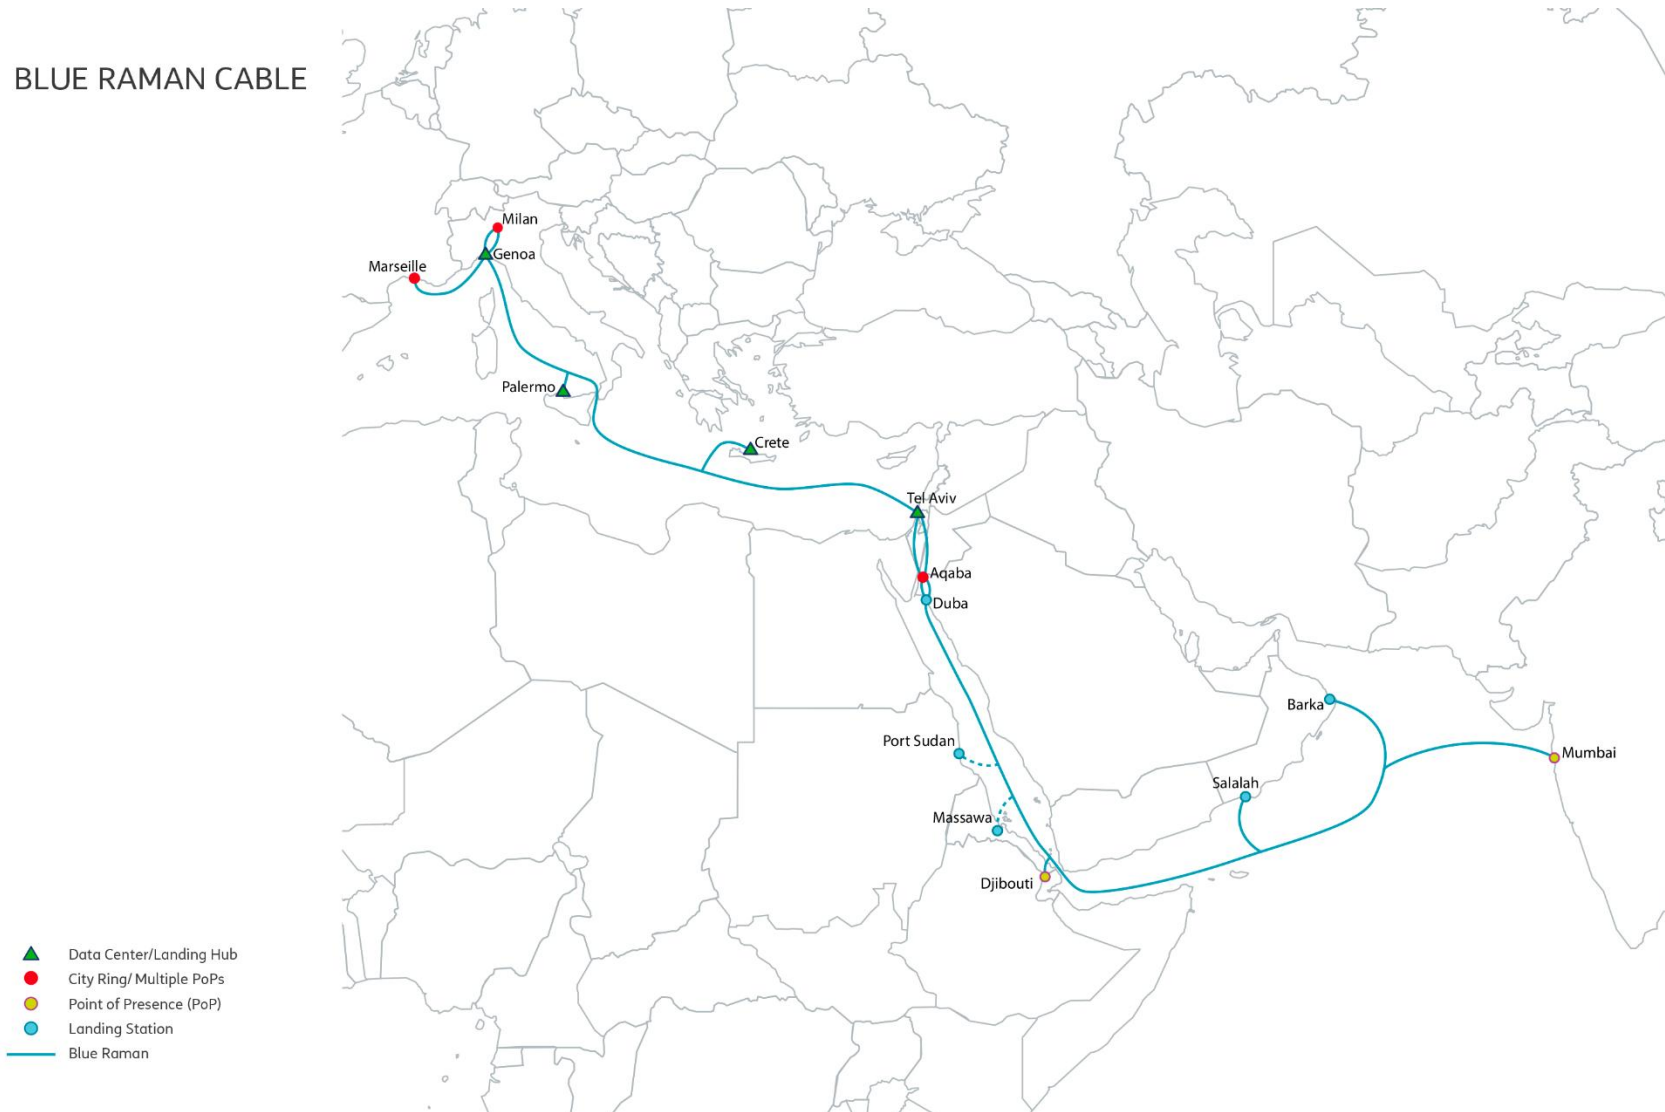 BLUE RAMAN CABLE
Milan
Genoa
Marseille
Palermo
Crete
Tel Aviv
Aqaba
Duba
Barka
Port Sudan
Mumbai
Salalah
Massawa
Djibouti
Data Center/Landing Hub
City Ring/ Multiple PoPs
Point of Presence (PoP)
Landing Station
Blue Raman